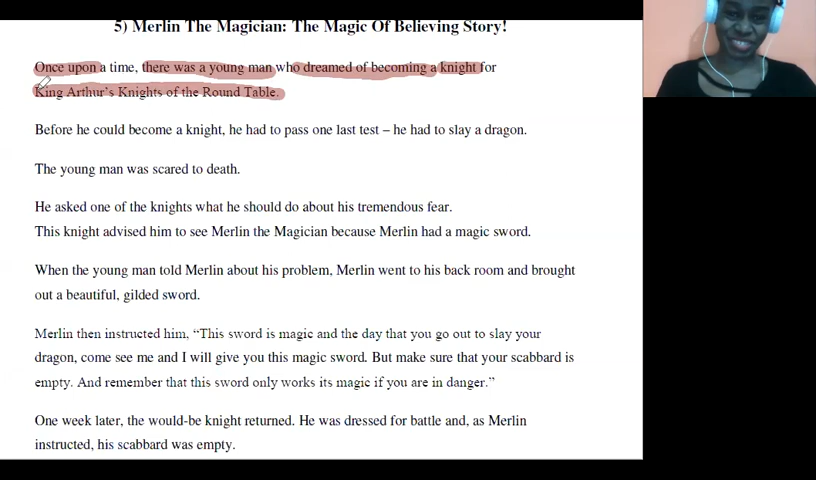 5) Merlin The Magician: The Magic Of Believing Story!
Once upon a time, there was a young man who dreamed of becoming a knight for
King Arthur's Knights of the Round Table.
Before he could become a knight, he had to pass one last test – he had to slay a dragon.
The young man was scared to death.
He asked one of the knights what he should do about his tremendous fear.
This knight advised him to see Merlin the Magician because Merlin had a magic sword.
When the young man told Merlin about his problem, Merlin went to his back room and brought
out a beautiful, gilded sword.
Merlin then instructed him, “This sword is magic and the day that you go out to slay your
dragon, come see me and I will give you this magic sword. But make sure that your scabbard is
empty. And remember that this sword only works its magic if you are in danger.”
One week later, the would-be knight returned. He was dressed for battle and, as Merlin
instructed, his scabbard was empty.